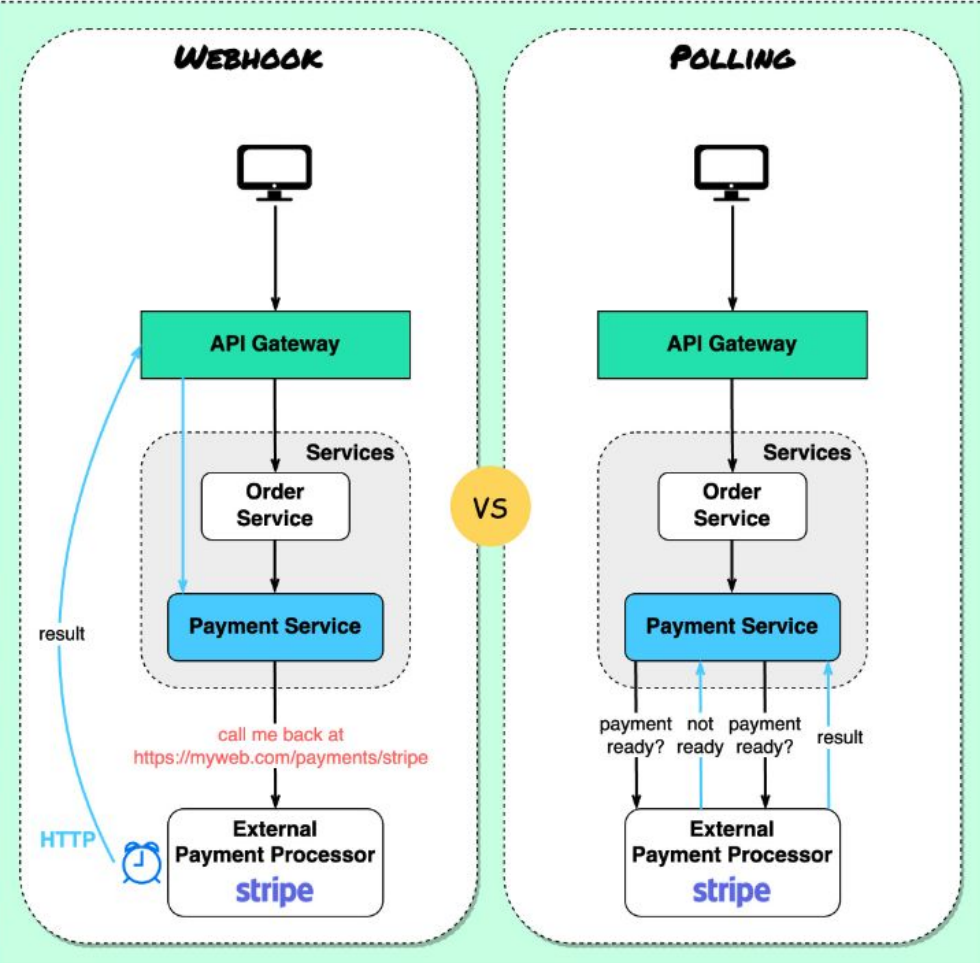 WEBHOOK
API Gateway
Services
Order
Service
Payment Service
result
call me back at
https://myweb.com/payments/stripe
HTTP
External
Payment Processor
stripe
VS
POLLING
API Gateway
Services
Order
Service
Payment Service
payment
ready?
not
ready
payment
ready?
result
External
Payment Processor
stripe